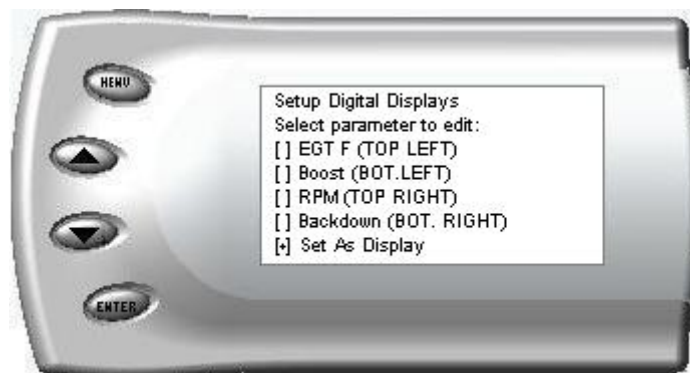 MENU
Setup Digital Displays
Select parameter to edit:
[ ] EGT F (TOP LEFT)
[ ] Boost (BOT.LEFT)
[ ] RPM (TOP RIGHT)
[ ] Backdown (BOT. RIGHT)
[+] Set As Display
ENTER